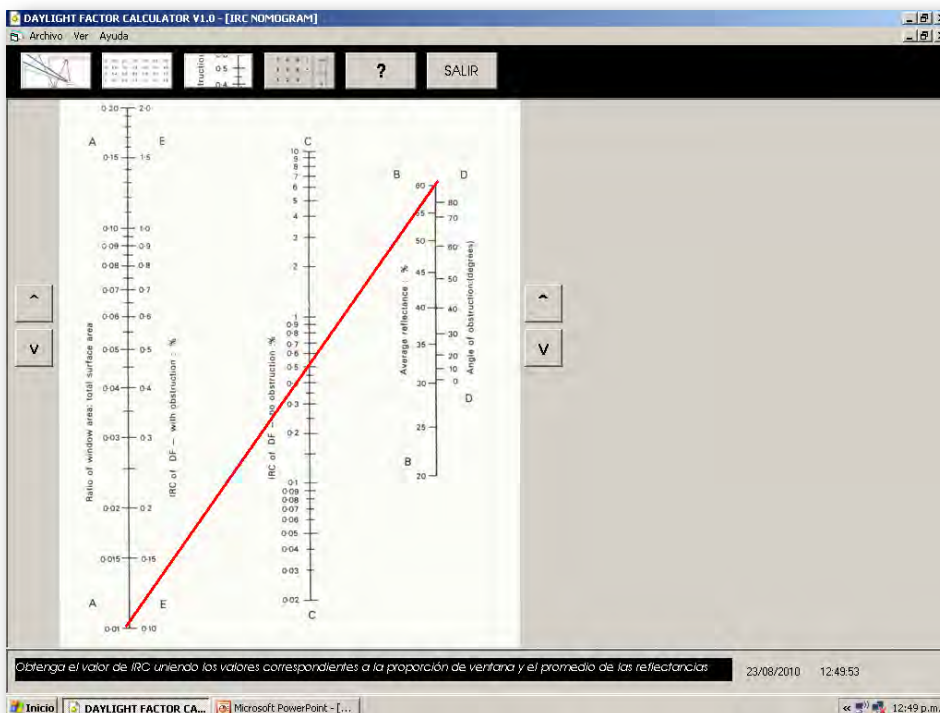 DAYLIGHT FACTOR CALCULATOR V1.0 - [IRC NOMOGRAM]
Archivo Ver Ayuda
struction
0·5
0·4
?
SALIR
A
E
0·20 2·0
0·15 1·5
0·10 1·0
0·09 0·9
0·08 0·8
0·07 0·7
0·06 0·6
0·05 0·5
0·04 0·4
0·03 0·3
0·02 0·2
0·015 0·15
0·01 0·10
A
E
Ratio of window area: total surface area
IRC of DF – with obstruction : %
C
10
9
8
7
6
5
4
2
2
1
0·9
0·8
0·7
0·6
0·5
0·4
0·3
0·2
0·1
0·09
0·08
0·07
0·06
0·05
0·04
0·03
0·02
C
IRC of DF – no obstruction :%
B
D
60
55
50
45
40
35
30
25
20
B
Average reflectance : %
80
70
60
50
40
30
20
10
0
D
Angle of obstruction:(degrees)
^
v
^
v
Obtenga el valor de IRC uniendo los valores correspondientes a la proporción de ventana y el promedio de las reflectancias
23/08/2010 12:49:53
Inicio DAYLIGHT FACTOR CA... Microsoft PowerPoint - [... « 12:49 p.m.